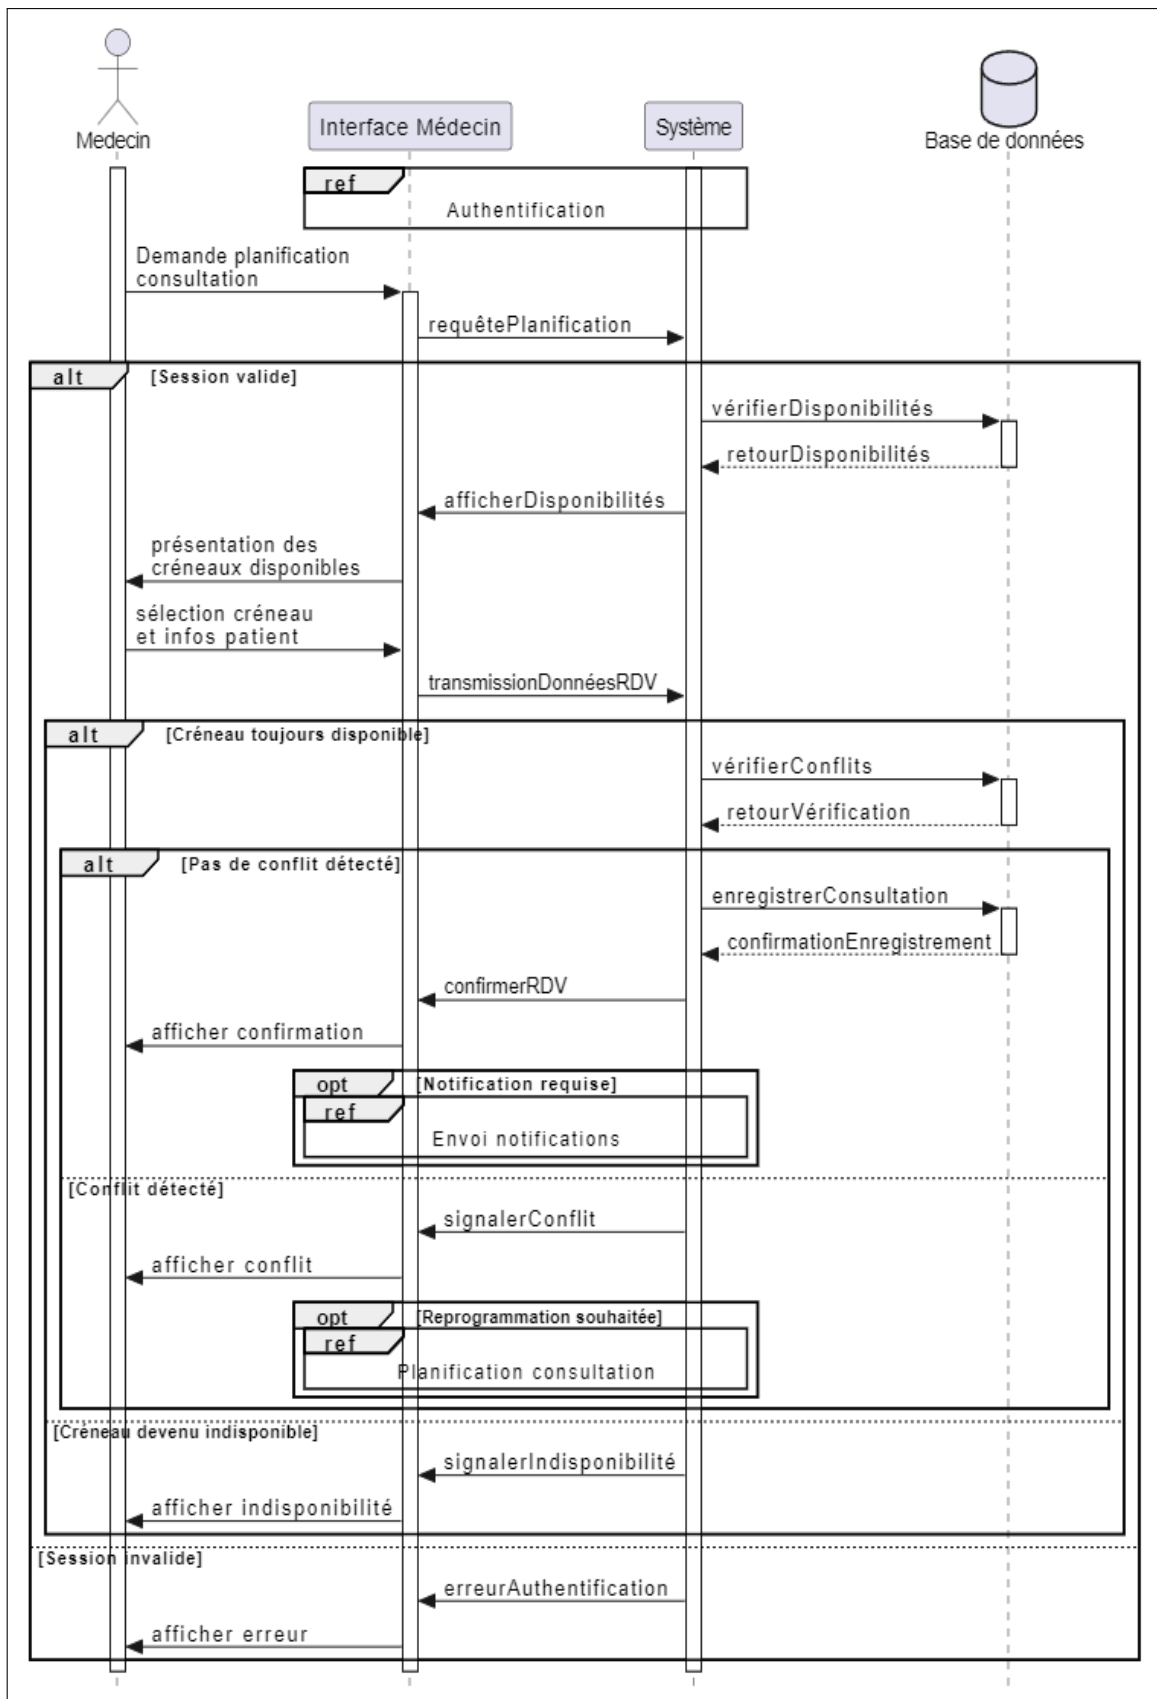 Medecin
Interface Médecin
Système
Base de données
ref
Authentification
Demande planification
consultation
requêtePlanification
alt
[Session valide]
vérifierDisponibilités
retourDisponibilités
afficherDisponibilités
présentation des
créneaux disponibles
sélection créneau
et infos patient
transmissionDonnéesRDV
alt
[Créneau toujours disponible]
vérifierConflits
retourVérification
alt
[Pas de conflit détecté]
enregistrerConsultation
confirmationEnregistrement
confirmerRDV
afficher confirmation
opt
[Notification requise]
ref
Envoi notifications
[Conflit détecté]
signalerConflit
afficher conflit
opt
[Reprogrammation souhaitée]
ref
Planification consultation
[Créneau devenu indisponible]
signalerIndisponibilité
afficher indisponibilité
[Session invalide]
erreurAuthentification
afficher erreur